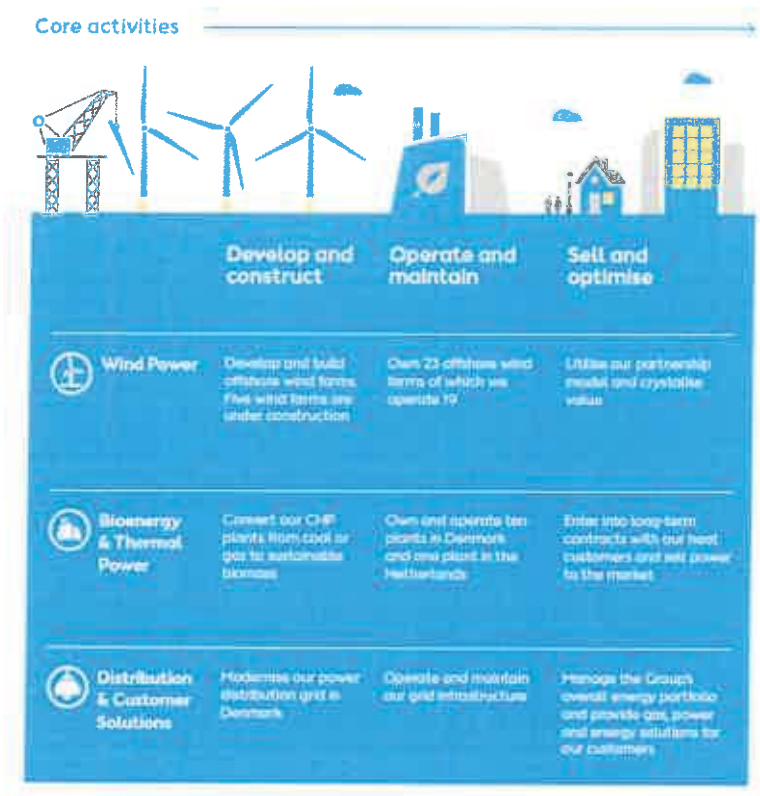 Core activities
Develop and
construct
Operate and
maintain
Sell and
optimise
Wind Power
Develop and build
offshore wind farms
Five wind farms are
under construction
Own 23 offshore wind
farms of which we
operate 19
Utilise our partnership
model and crystalise
value
Bioenergy
& Thermal
Power
Convert our CHP
plants from coal or
gas to sustainable
biomass
Own and operate ten
plants in Denmark
and one plant in the
Netherlands
Enter into long-term
contracts with our heat
customers and sell power
to the market
Distribution
& Customer
Solutions
Modernise our power
distribution grid in
Denmark
Operate and maintain
our grid infrastructure
Manage the Group's
overall energy portfolio
and provide gas, power
and energy solutions for
our customers